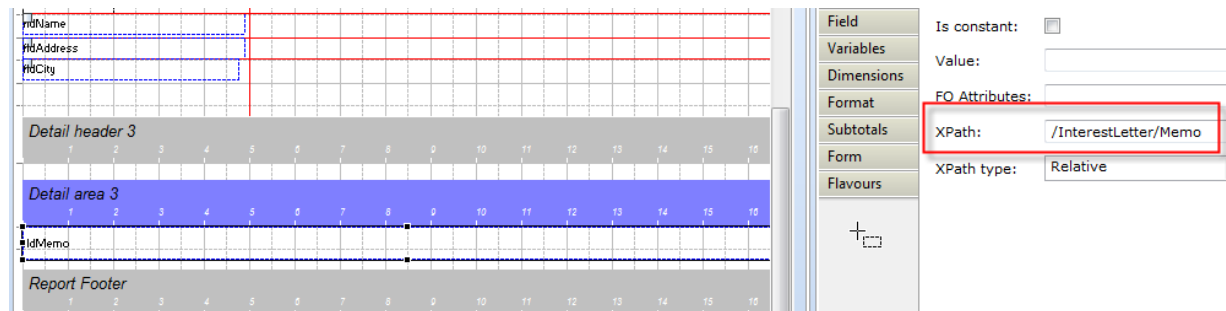 fldName
fldAddress
fldCity
Detail header 3
1 2 3 4 5 6 7 8 9 10 11 12 13 14 15 16
Detail area 3
1 2 3 4 5 6 7 8 9 10 11 12 13 14 15 16
ldMemo
Report Footer
1 2 3 4 5 6 7 8 9 10 11 12 13 14 15 16
Field
Variables
Dimensions
Format
Subtotals
Form
Flavours
Is constant:
Value:
FO Attributes:
XPath: /InterestLetter/Memo
XPath type: Relative